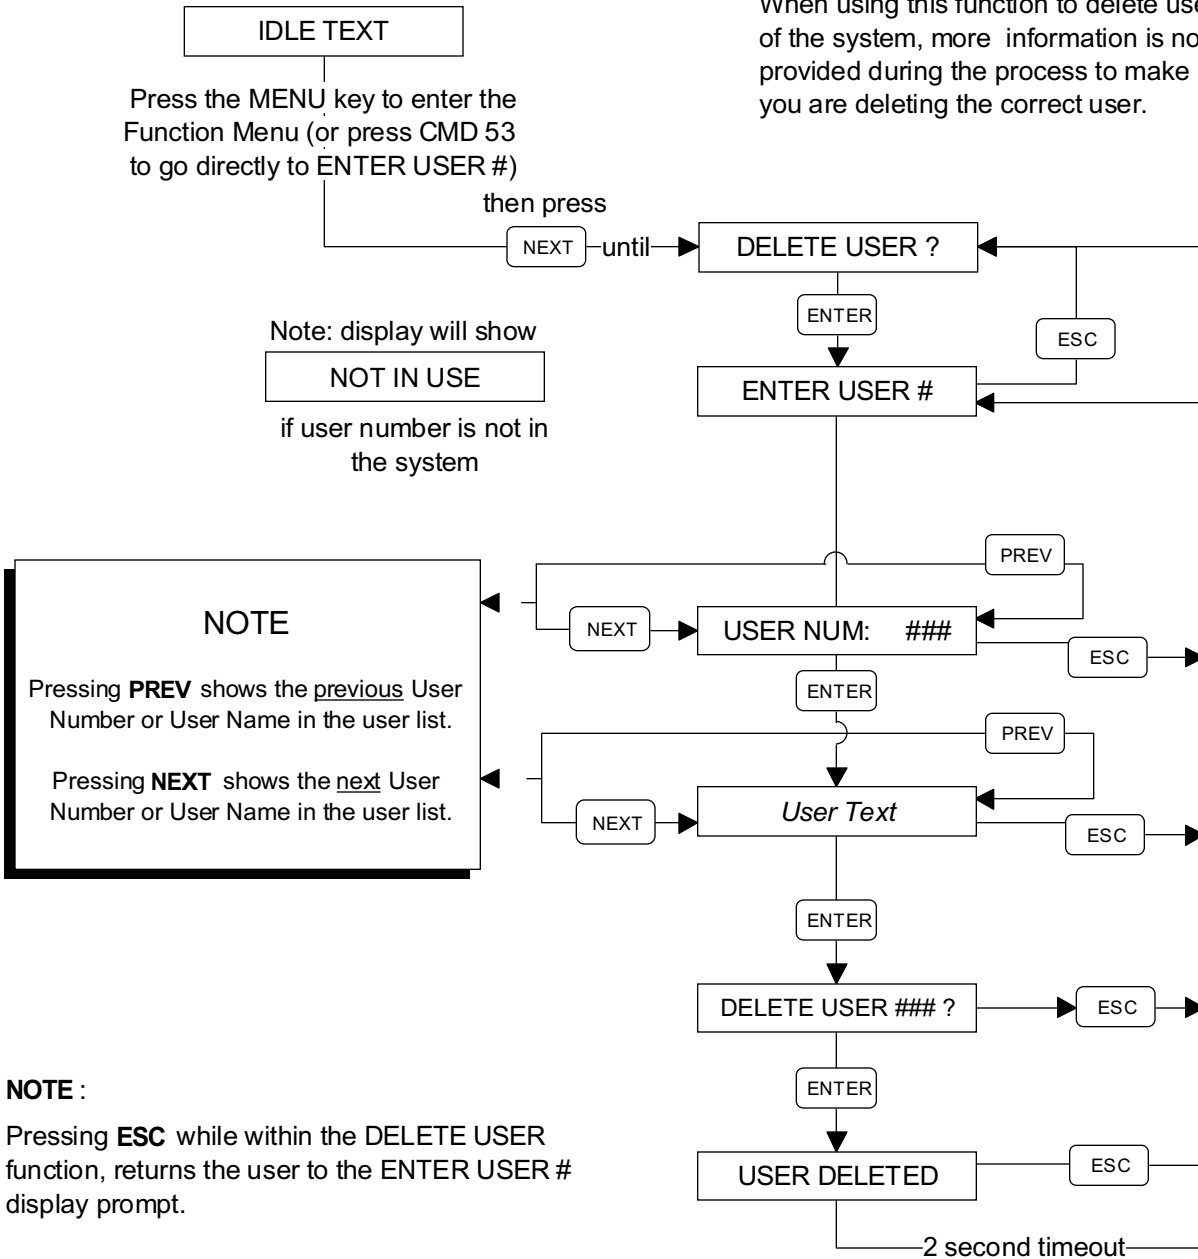 IDLE TEXT
When using this function to delete use
of the system, more information is no
provided during the process to make
you are deleting the correct user.
Press the MENU key to enter the
Function Menu (or press CMD 53
to go directly to ENTER USER #)
then press
NEXT
until
DELETE USER ?
ENTER
ESC
Note: display will show
NOT IN USE
if user number is not in
the system
ENTER USER #
PREV
NEXT
USER NUM: ###
ESC
ENTER
NOTE
Pressing PREV shows the previous User
Number or User Name in the user list.
Pressing NEXT shows the next User
Number or User Name in the user list.
PREV
NEXT
User Text
ESC
ENTER
DELETE USER ### ?
ESC
ENTER
NOTE :
Pressing ESC while within the DELETE USER
function, returns the user to the ENTER USER #
display prompt.
USER DELETED
ESC
2 second timeout